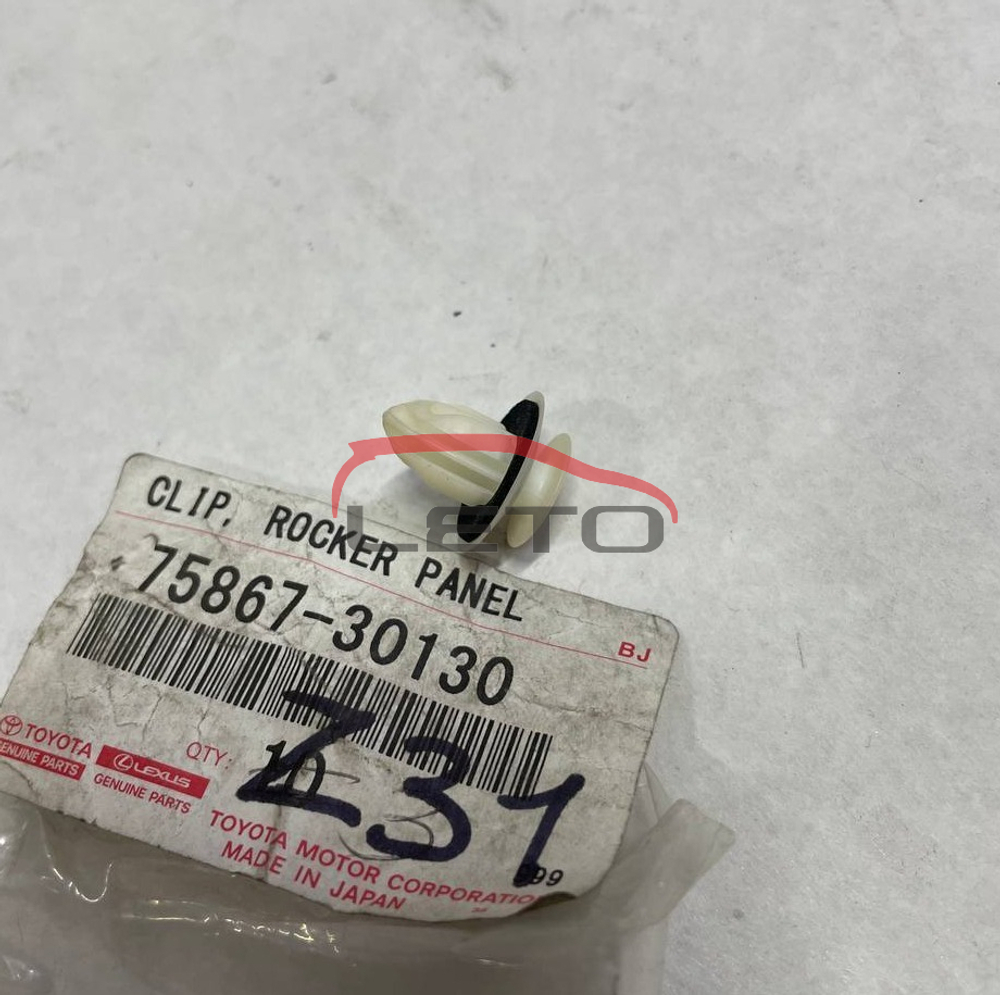 LETO
CLIP, ROCKER PANEL
75867-30130
BJ
TOYOTA
GENUINE PARTS
LEXUS
GENUINE PARTS
QTY: 10
Z31
TOYOTA MOTOR CORPORATION
MADE IN JAPAN
999